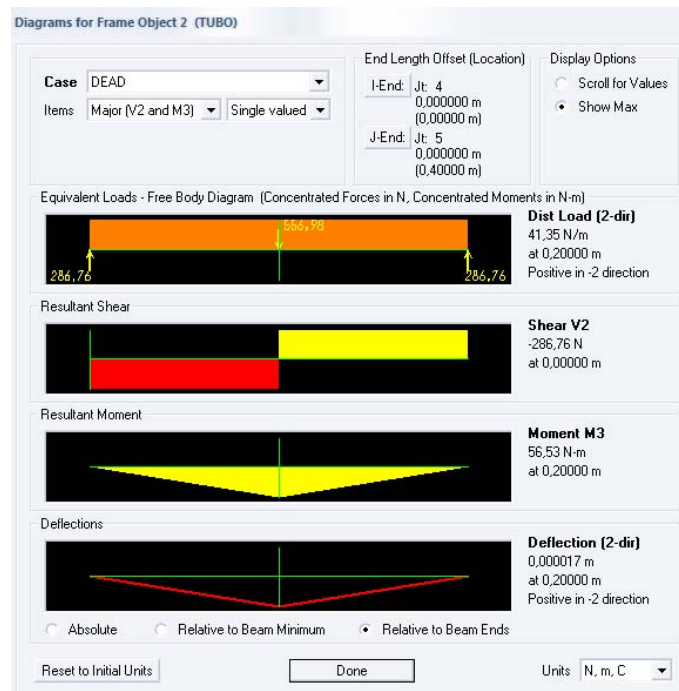 Diagrams for Frame Object 2 (TUBO)
Case DEAD
Items Major (V2 and M3) Single valued
End Length Offset (Location)
I-End: Jt: 4
0,000000 m
(0,00000 m)
J-End: Jt: 5
0,000000 m
(0,40000 m)
Display Options
Scroll for Values
Show Max
Equivalent Loads - Free Body Diagram (Concentrated Forces in N, Concentrated Moments in N-m)
556,98
286,76
286,76
Dist Load (2-dir)
41,35 N/m
at 0,20000 m
Positive in -2 direction
Resultant Shear
Shear V2
-286,76 N
at 0,00000 m
Resultant Moment
Moment M3
56,53 N-m
at 0,20000 m
Deflections
Deflection (2-dir)
0,000017 m
at 0,20000 m
Positive in -2 direction
Absolute Relative to Beam Minimum Relative to Beam Ends
Reset to Initial Units Done Units N, m, C